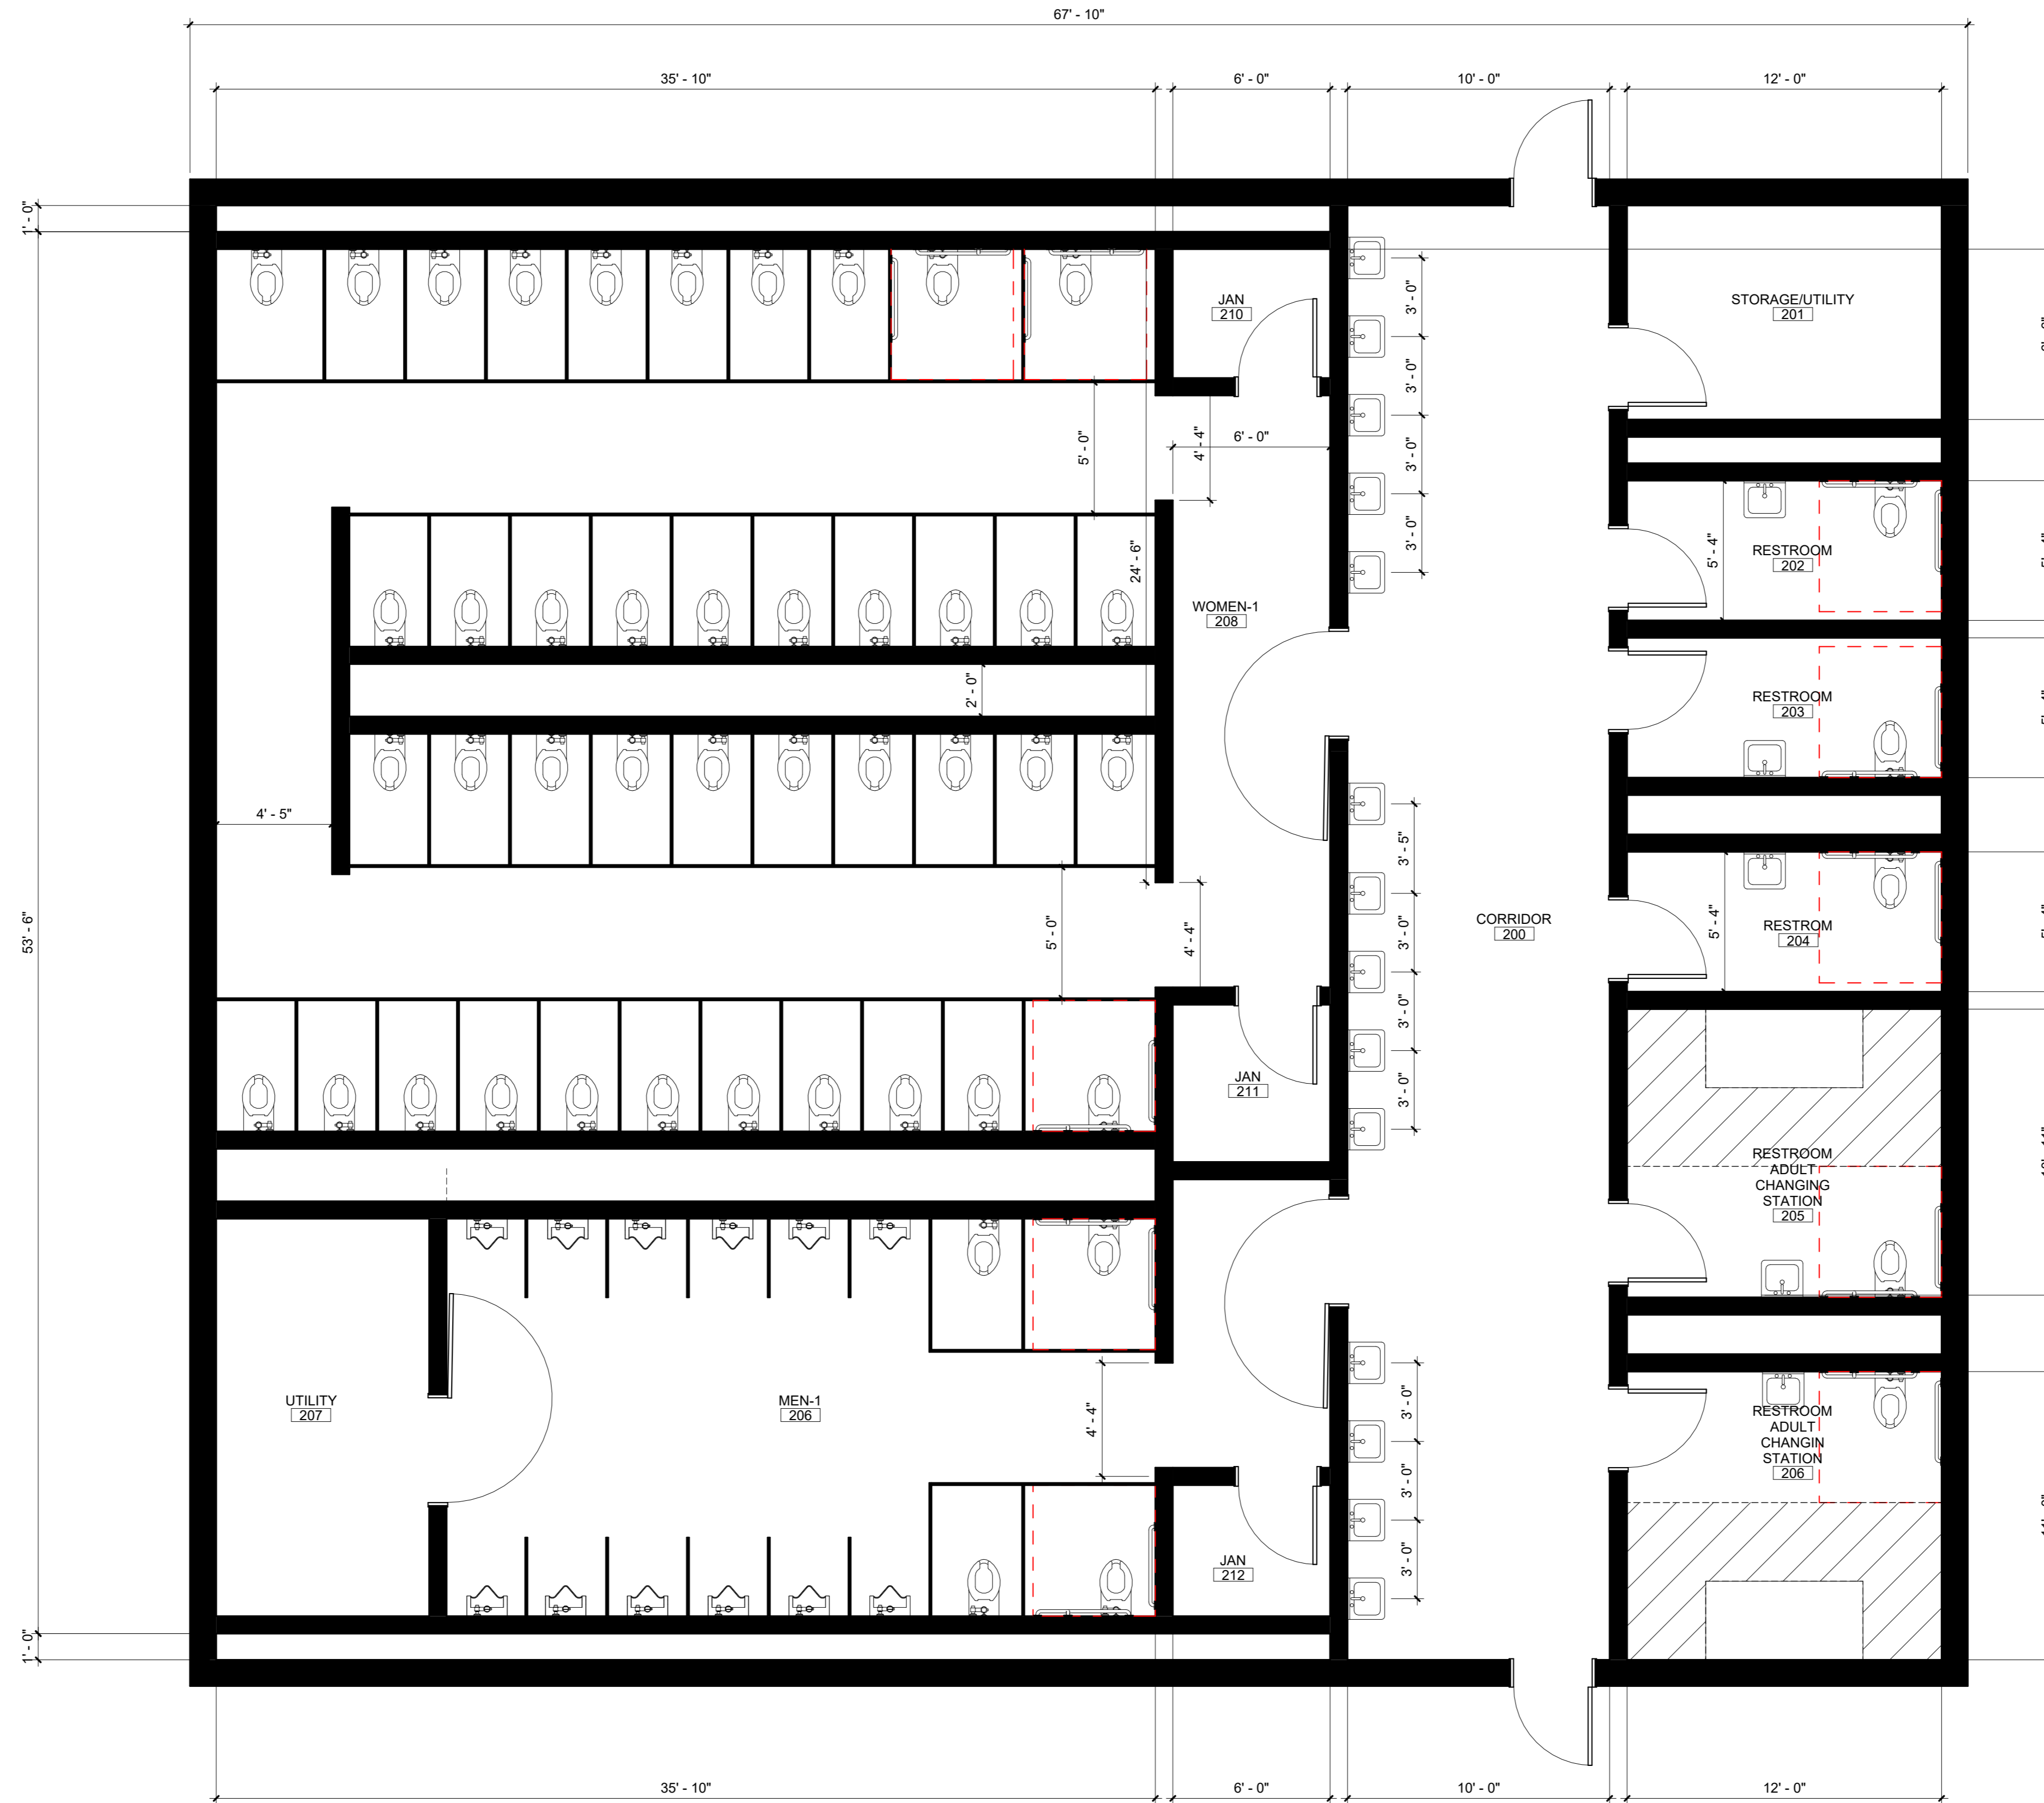 67' - 10"
35' - 10"
6' - 0"
10' - 0"
12' - 0"
1' - 0"
53' - 6"
1' - 0"
JAN
210
3' - 0"
3' - 0"
3' - 0"
3' - 0"
STORAGE/UTILITY
201
5' - 0"
4' - 4"
6' - 0"
24' - 6"
WOMEN-1
208
5' - 4"
RESTROOM
202
2' - 0"
RESTROOM
203
4' - 5"
3' - 5"
3' - 0"
3' - 0"
3' - 0"
CORRIDOR
200
5' - 0"
4' - 4"
5' - 4"
RESTROM
204
JAN
211
RESTROOM
ADULT
CHANGING
STATION
205
UTILITY
207
MEN-1
206
4' - 4"
3' - 0"
3' - 0"
3' - 0"
RESTROOM
ADULT
CHANGIN
STATION
206
JAN
212
35' - 10"
6' - 0"
10' - 0"
12' - 0"